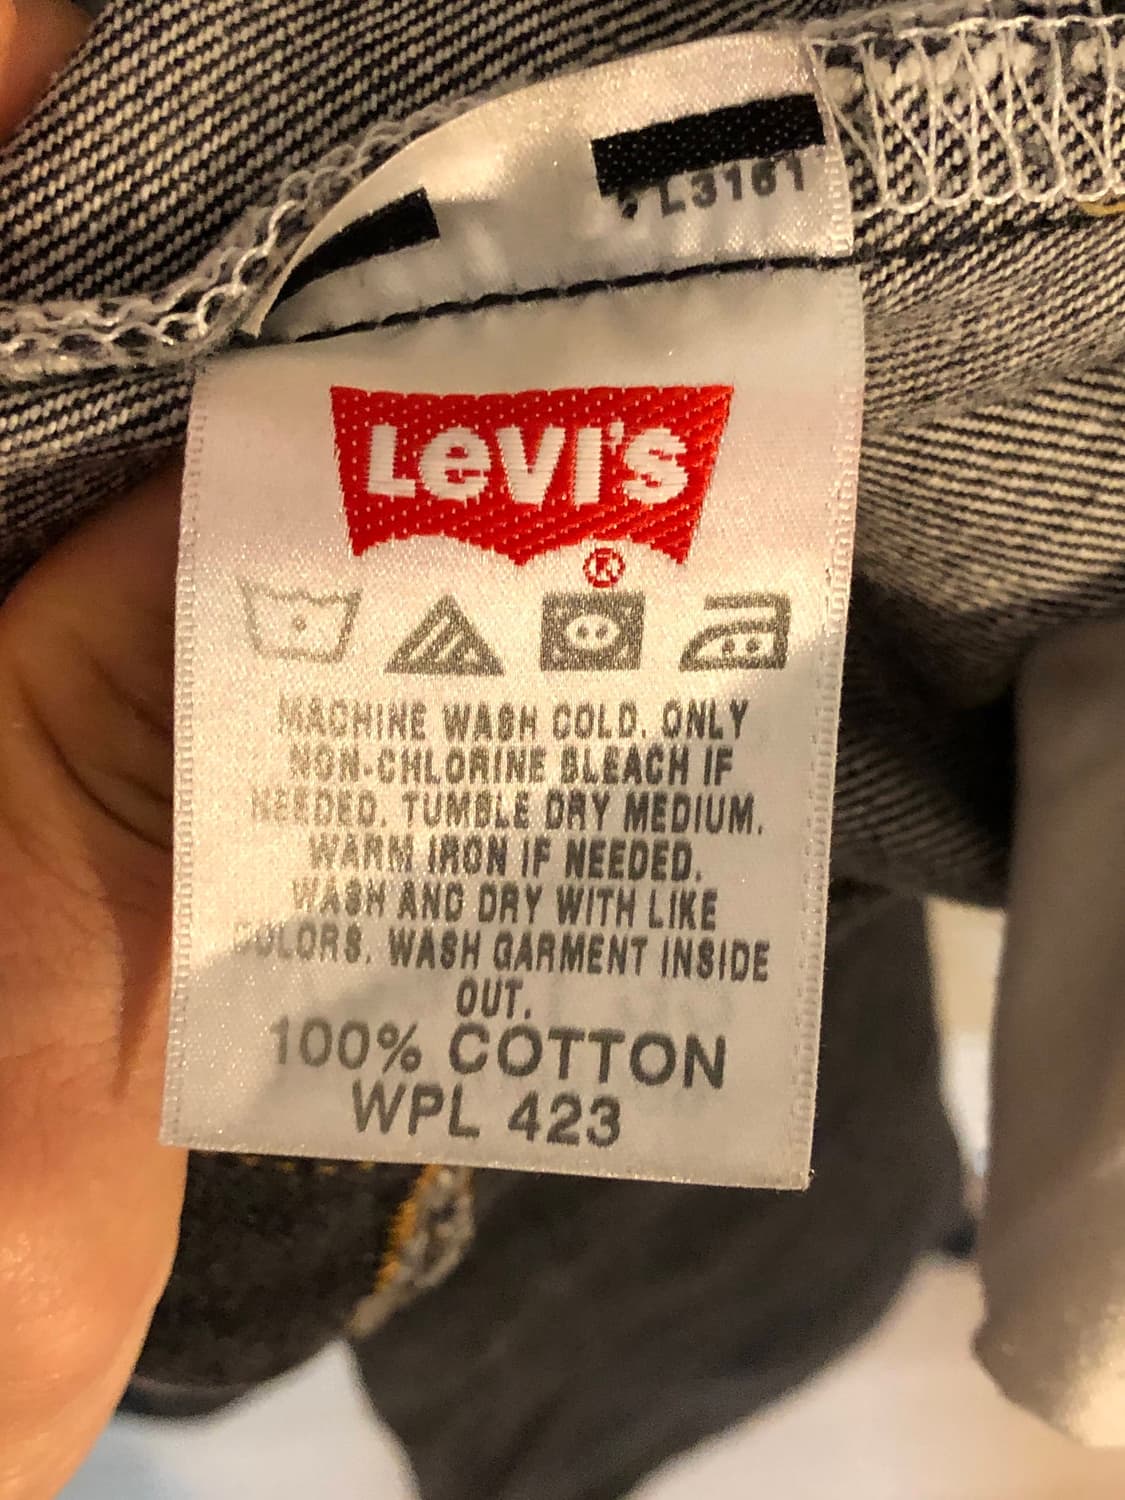 L3161
LEVI'S
®
MACHINE WASH COLD. ONLY
NON-CHLORINE BLEACH IF
NEEDED. TUMBLE DRY MEDIUM.
WARM IRON IF NEEDED.
WASH AND DRY WITH LIKE
COLORS. WASH GARMENT INSIDE
OUT.
100% COTTON
WPL 423